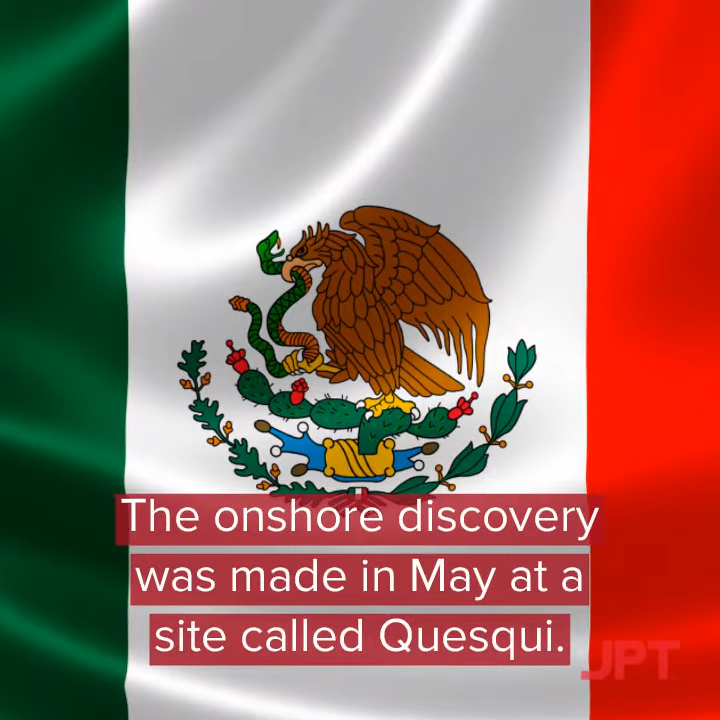 The onshore discovery
was made in May at a
site called Quesqui.
JPT